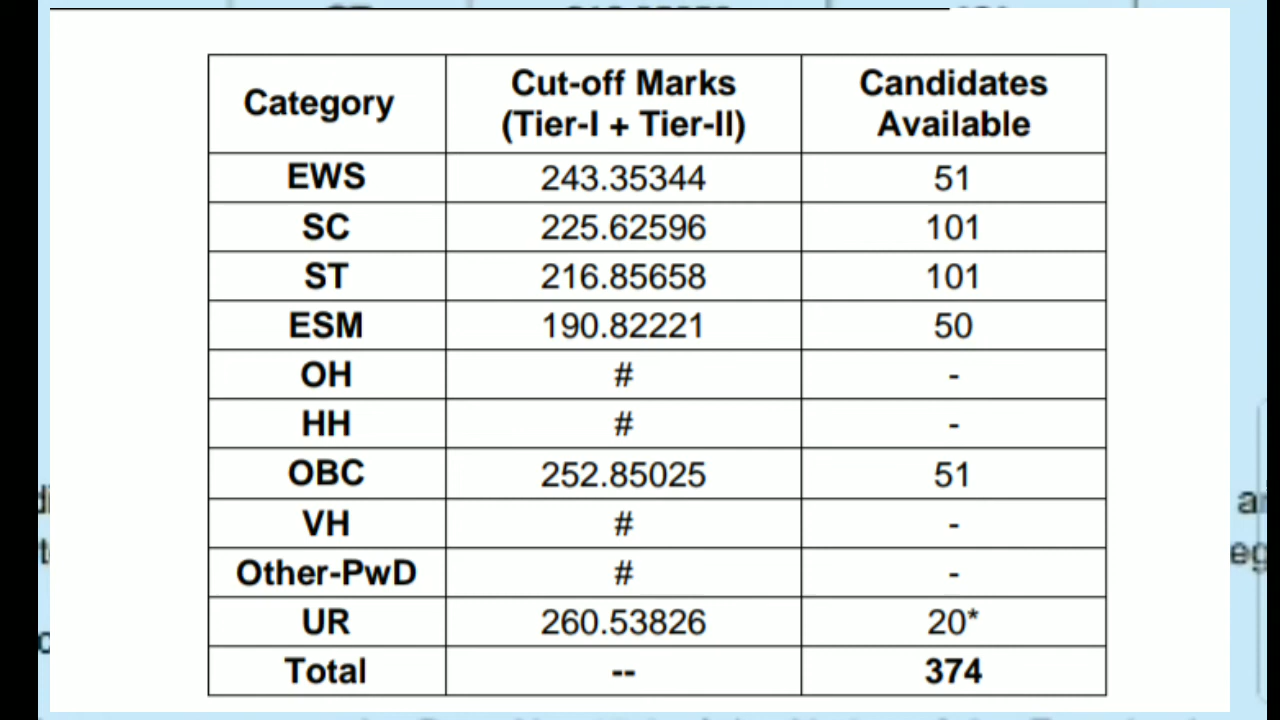 Category Cut-off Marks (Tier-I + Tier-II) Candidates Available
EWS 243.35344 51
SC 225.62596 101
ST 216.85658 101
ESM 190.82221 50
OH # -
HH # -
OBC 252.85025 51
VH # -
Other-PwD # -
UR 260.53826 20*
Total -- 374